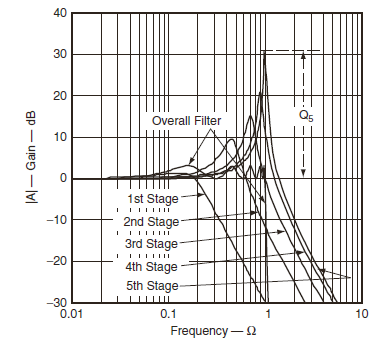 40
30
20
10
0
−10
−20
−30
|A| — Gain — dB
Overall Filter
Q5
1st Stage
2nd Stage
3rd Stage
4th Stage
5th Stage
0.01
0.1
1
10
Frequency — Ω